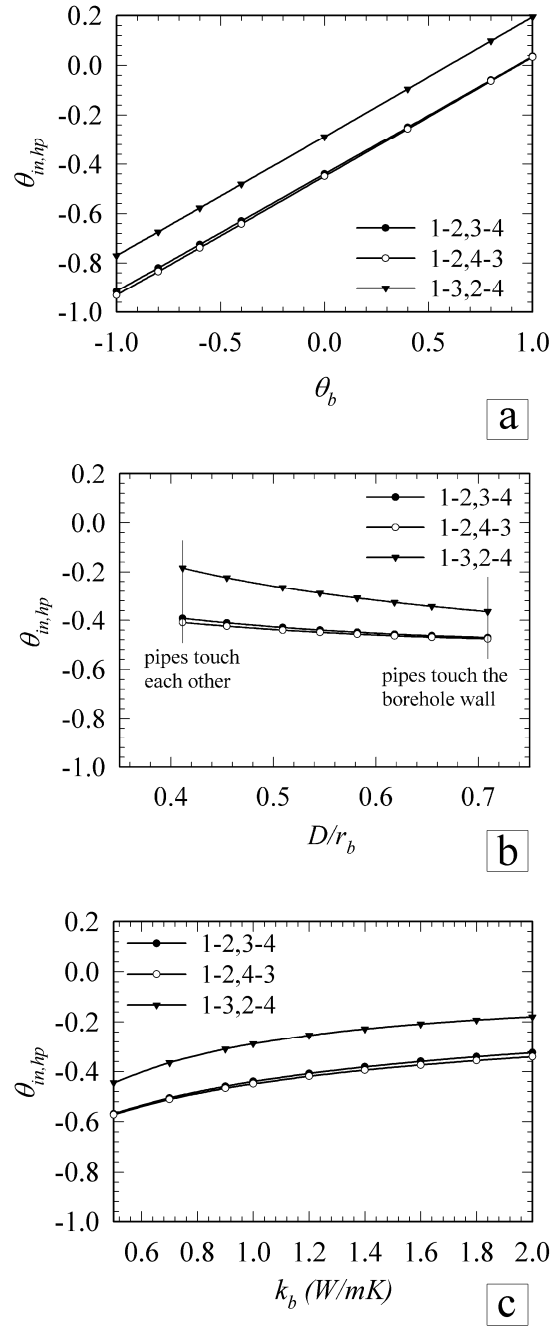 0.2
0.0
-0.2
-0.4
-0.6
-0.8
-1.0
θin,hp
1-2,3-4
1-2,4-3
1-3,2-4
-1.0 -0.5 0.0 0.5 1.0
θb
a
0.2
0.0
-0.2
-0.4
-0.6
-0.8
-1.0
θin,hp
1-2,3-4
1-2,4-3
1-3,2-4
pipes touch
each other
pipes touch the
borehole wall
0.4 0.5 0.6 0.7
D/rb
b
0.2
0.0
-0.2
-0.4
-0.6
-0.8
-1.0
θin,hp
1-2,3-4
1-2,4-3
1-3,2-4
0.6 0.8 1.0 1.2 1.4 1.6 1.8 2.0
kb (W/mK)
c